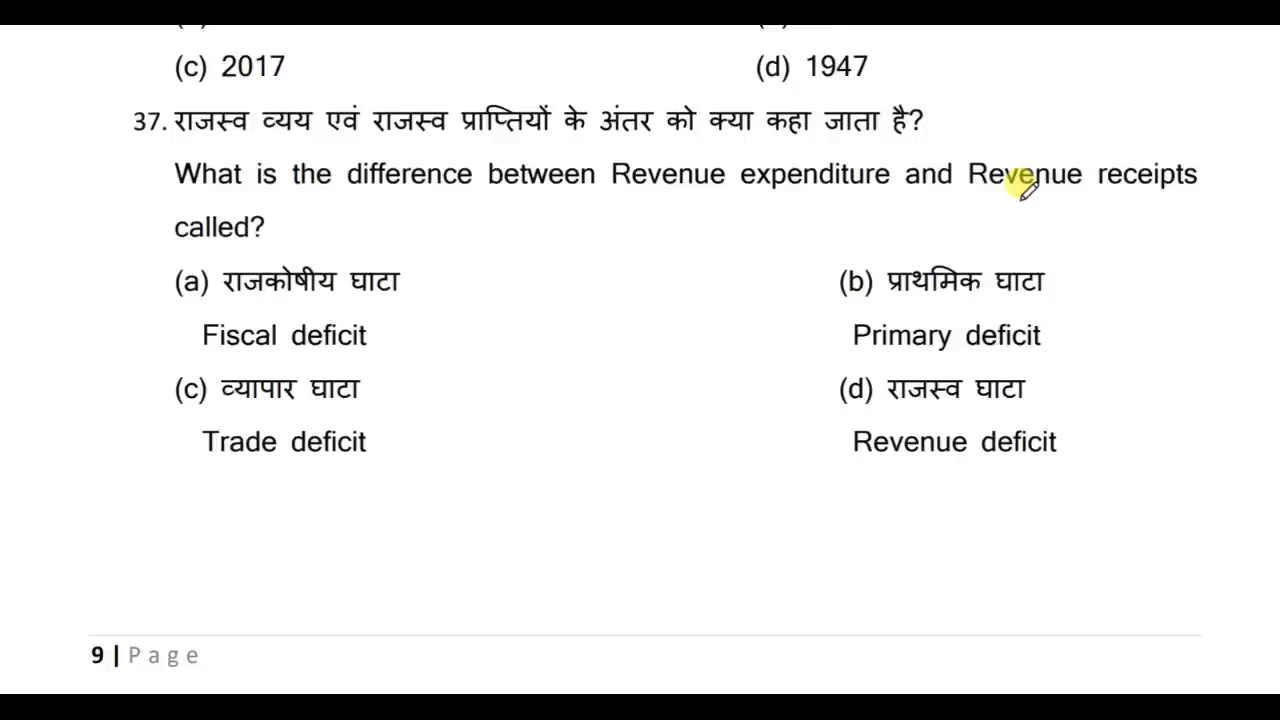 (c) 2017 (d) 1947
37. राजस्व व्यय एवं राजस्व प्राप्तियों के अंतर को क्या कहा जाता है?
What is the difference between Revenue expenditure and Revenue receipts
called?
(a) राजकोषीय घाटा (b) प्राथमिक घाटा
Fiscal deficit Primary deficit
(c) व्यापार घाटा (d) राजस्व घाटा
Trade deficit Revenue deficit
9 | Page